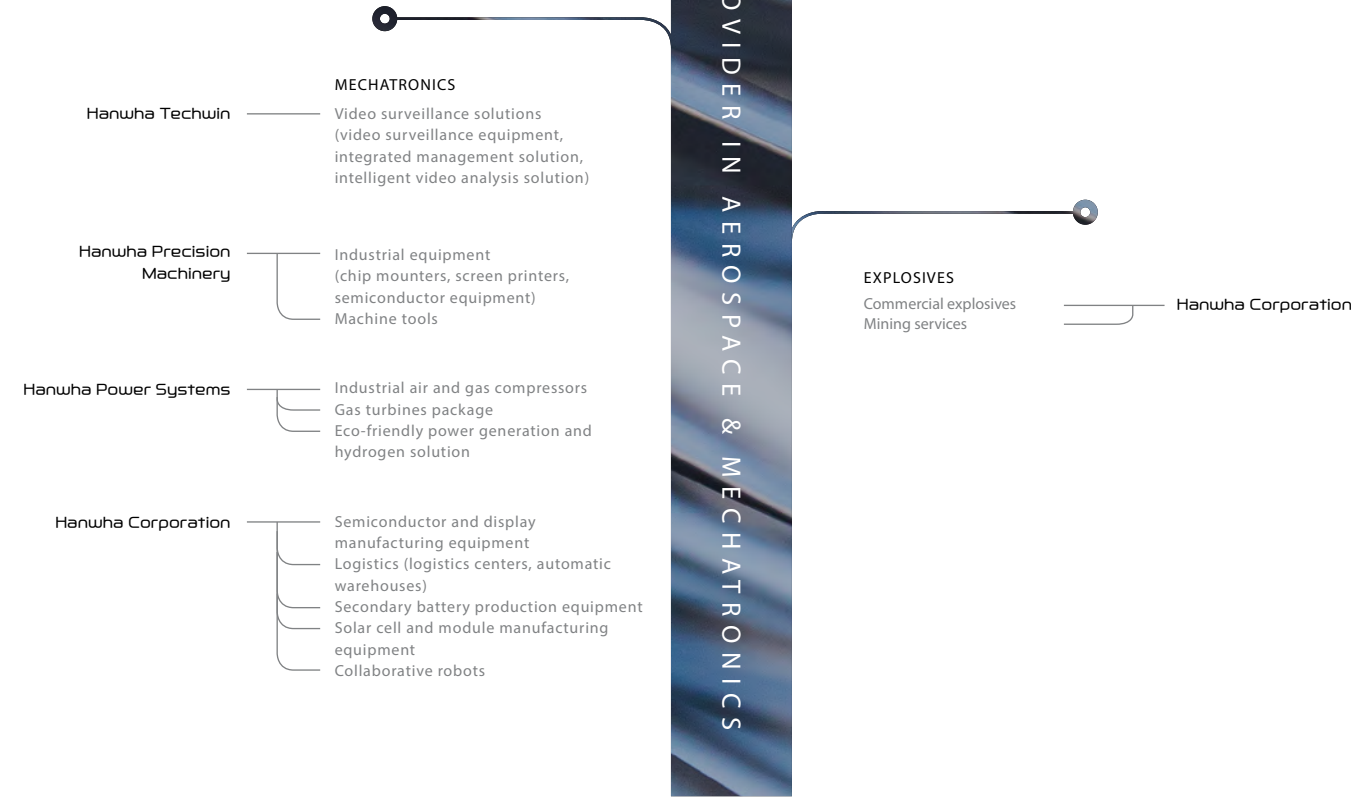 MECHATRONICS
Hanwha Techwin
Video surveillance solutions
(video surveillance equipment,
integrated management solution,
intelligent video analysis solution)
Hanwha Precision
Machinery
Industrial equipment
(chip mounters, screen printers,
semiconductor equipment)
Machine tools
Hanwha Power Systems
Industrial air and gas compressors
Gas turbines package
Eco-friendly power generation and
hydrogen solution
Hanwha Corporation
Semiconductor and display
manufacturing equipment
Logistics (logistics centers, automatic
warehouses)
Secondary battery production equipment
Solar cell and module manufacturing
equipment
Collaborative robots
OVIDER IN AEROSPACE & MECHATRONICS
EXPLOSIVES
Commercial explosives
Mining services
Hanwha Corporation